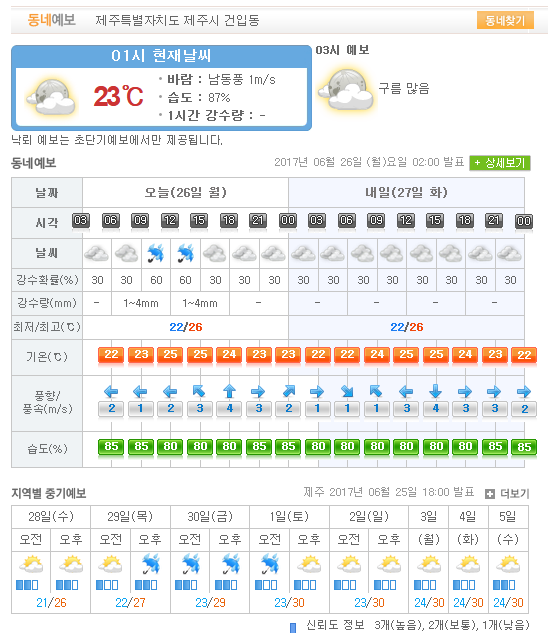 동네예보 제주특별자치도 제주시 건입동 동네찾기
01시 현재날씨
23℃
• 바람 : 남동풍 1m/s
• 습도 : 87%
• 1시간 강수량 : -
03시 예보
구름 많음
낙뢰 예보는 초단기예보에서만 제공됩니다.
동네예보 2017년 06월 26일 (월)요일 02:00 발표 + 상세보기
날짜 오늘(26일 월) 내일(27일 화)
시각 03 06 09 12 15 18 21 00 03 06 09 12 15 18 21 00
날씨
강수확률(%) 30 30 60 60 30 30 30 30 30 30 30 30 30 30 30
강수량(mm) - 1~4mm 1~4mm - - - - -
최저/최고(℃) 22/26 22/26
기온(℃) 22 23 25 25 24 23 23 22 22 24 25 25 24 23 22
풍향/
풍속(m/s) 2 1 2 3 4 3 2 1 1 1 3 4 3 3 2
습도(%) 85 85 80 80 80 85 85 80 80 80 80 80 80 85 85
지역별 중기예보 제주 2017년 06월 25일 18:00 발표 더보기
28일(수) 29일(목) 30일(금) 1일(토) 2일(일) 3일 4일 5일
오전 오후 오전 오후 오전 오후 오전 오후 오전 오후 (월) (화) (수)
21/26 22/27 23/29 23/30 23/30 24/30 24/30 24/30
신뢰도 정보 3개(높음), 2개(보통), 1개(낮음)